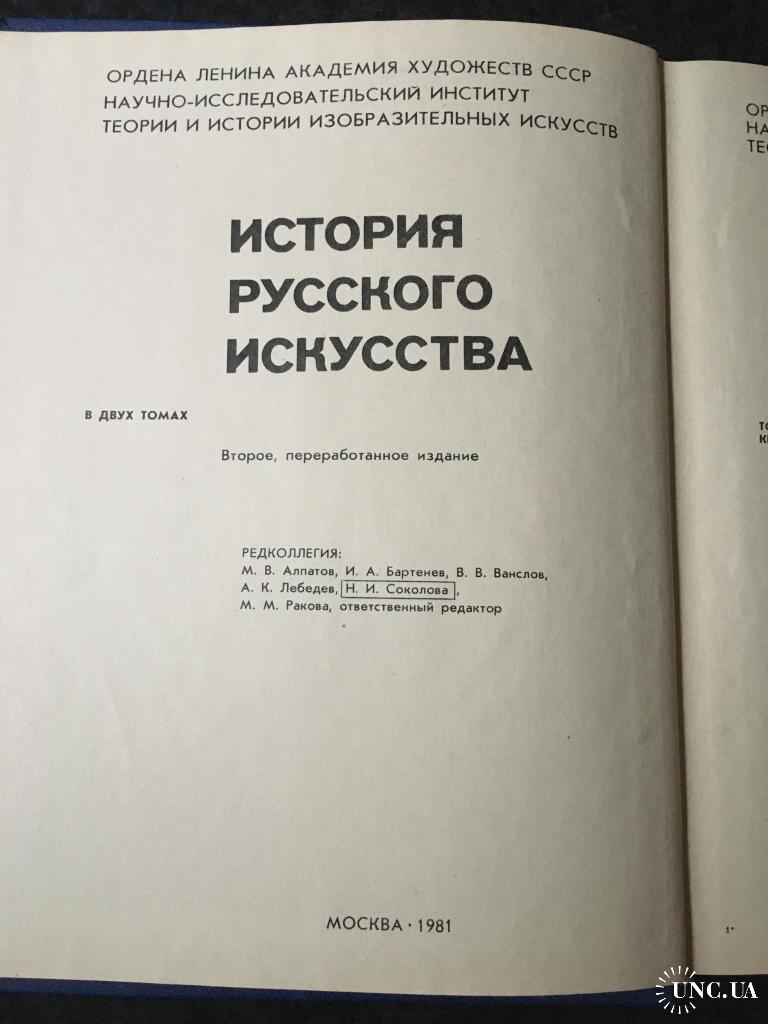 ОРДЕНА ЛЕНИНА АКАДЕМИЯ ХУДОЖЕСТВ СССР
НАУЧНО-ИССЛЕДОВАТЕЛЬСКИЙ ИНСТИТУТ
ТЕОРИИ И ИСТОРИИ ИЗОБРАЗИТЕЛЬНЫХ ИСКУССТВ
ИСТОРИЯ
РУССКОГО
ИСКУССТВА
В ДВУХ ТОМАХ
Второе, переработанное издание
РЕДКОЛЛЕГИЯ:
М. В. Алпатов, И. А. Бартенев, В. В. Ванслов,
А. К. Лебедев, Н. И. Соколова,
М. М. Ракова, ответственный редактор
МОСКВА · 1981
1*
UNC.UA